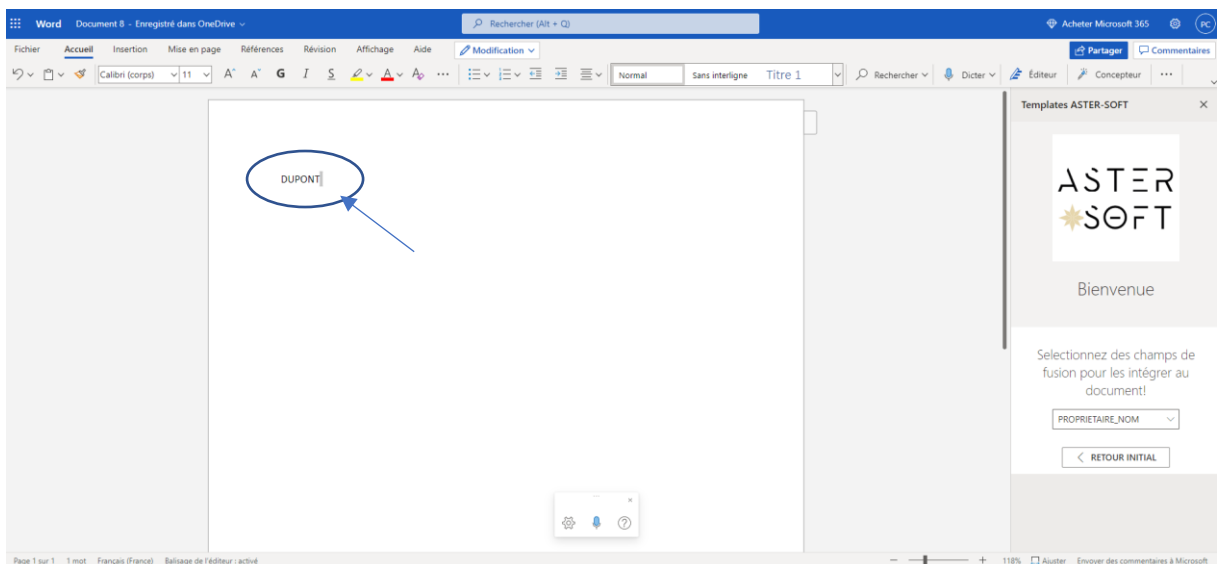 Word Document 8 - Enregistré dans OneDrive Rechercher (Alt + Q) Acheter Microsoft 365 PC
Fichier Accueil Insertion Mise en page Références Révision Affichage Aide Modification Partager Commentaires
Calibri (corps) 11 A A G I S A A ... Normal Sans interligne Titre 1 Rechercher Dicter Éditeur Concepteur ...
Templates ASTER-SOFT
DUPONT
ASTER
SOFT
Bienvenue
Selectionnez des champs de
fusion pour les intégrer au
document!
PROPRIETAIRE_NOM
RETOUR INITIAL
Page 1 sur 1 1 mot Français (France) Balisage de l'éditeur : activé - + 118% Ajuster Envoyer des commentaires à Microsoft